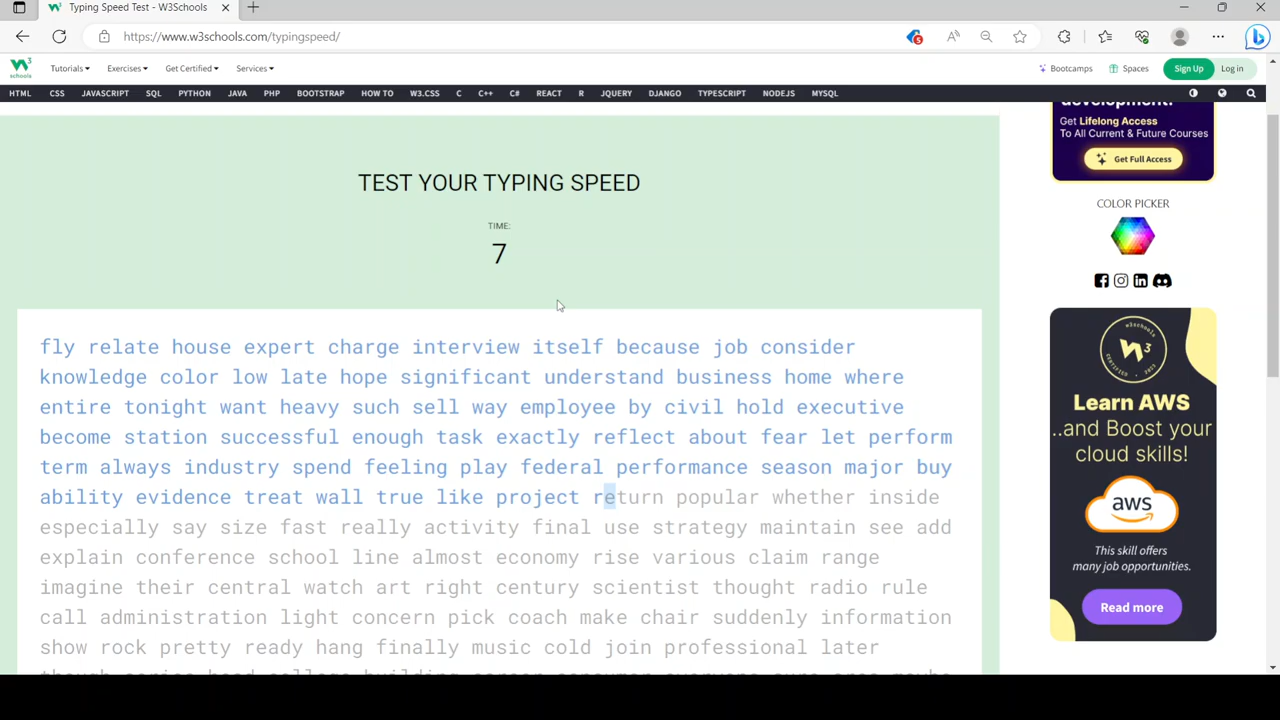 Typing Speed Test - W3Schools
https://www.w3schools.com/typingspeed/
5
W3 schools
Tutorials Exercises Get Certified Services Bootcamps Spaces Sign Up Log in
HTML CSS JAVASCRIPT SQL PYTHON JAVA PHP BOOTSTRAP HOW TO W3.CSS C C++ C# REACT R JQUERY DJANGO TYPESCRIPT NODEJS MYSQL
TEST YOUR TYPING SPEED
TIME:
7
fly relate house expert charge interview itself because job consider
knowledge color low late hope significant understand business home where
entire tonight want heavy such sell way employee by civil hold executive
become station successful enough task exactly reflect about fear let perform
term always industry spend feeling play federal performance season major buy
ability evidence treat wall true like project return popular whether inside
especially say size fast really activity final use strategy maintain see add
explain conference school line almost economy rise various claim range
imagine their central watch art right century scientist thought radio rule
call administration light concern pick coach make chair suddenly information
show rock pretty ready hang finally music cold join professional later
development!
Get Lifelong Access
To All Current & Future Courses
Get Full Access
COLOR PICKER
W3
Learn AWS
..and Boost your
cloud skills!
aws
This skill offers
many job opportunities.
Read more